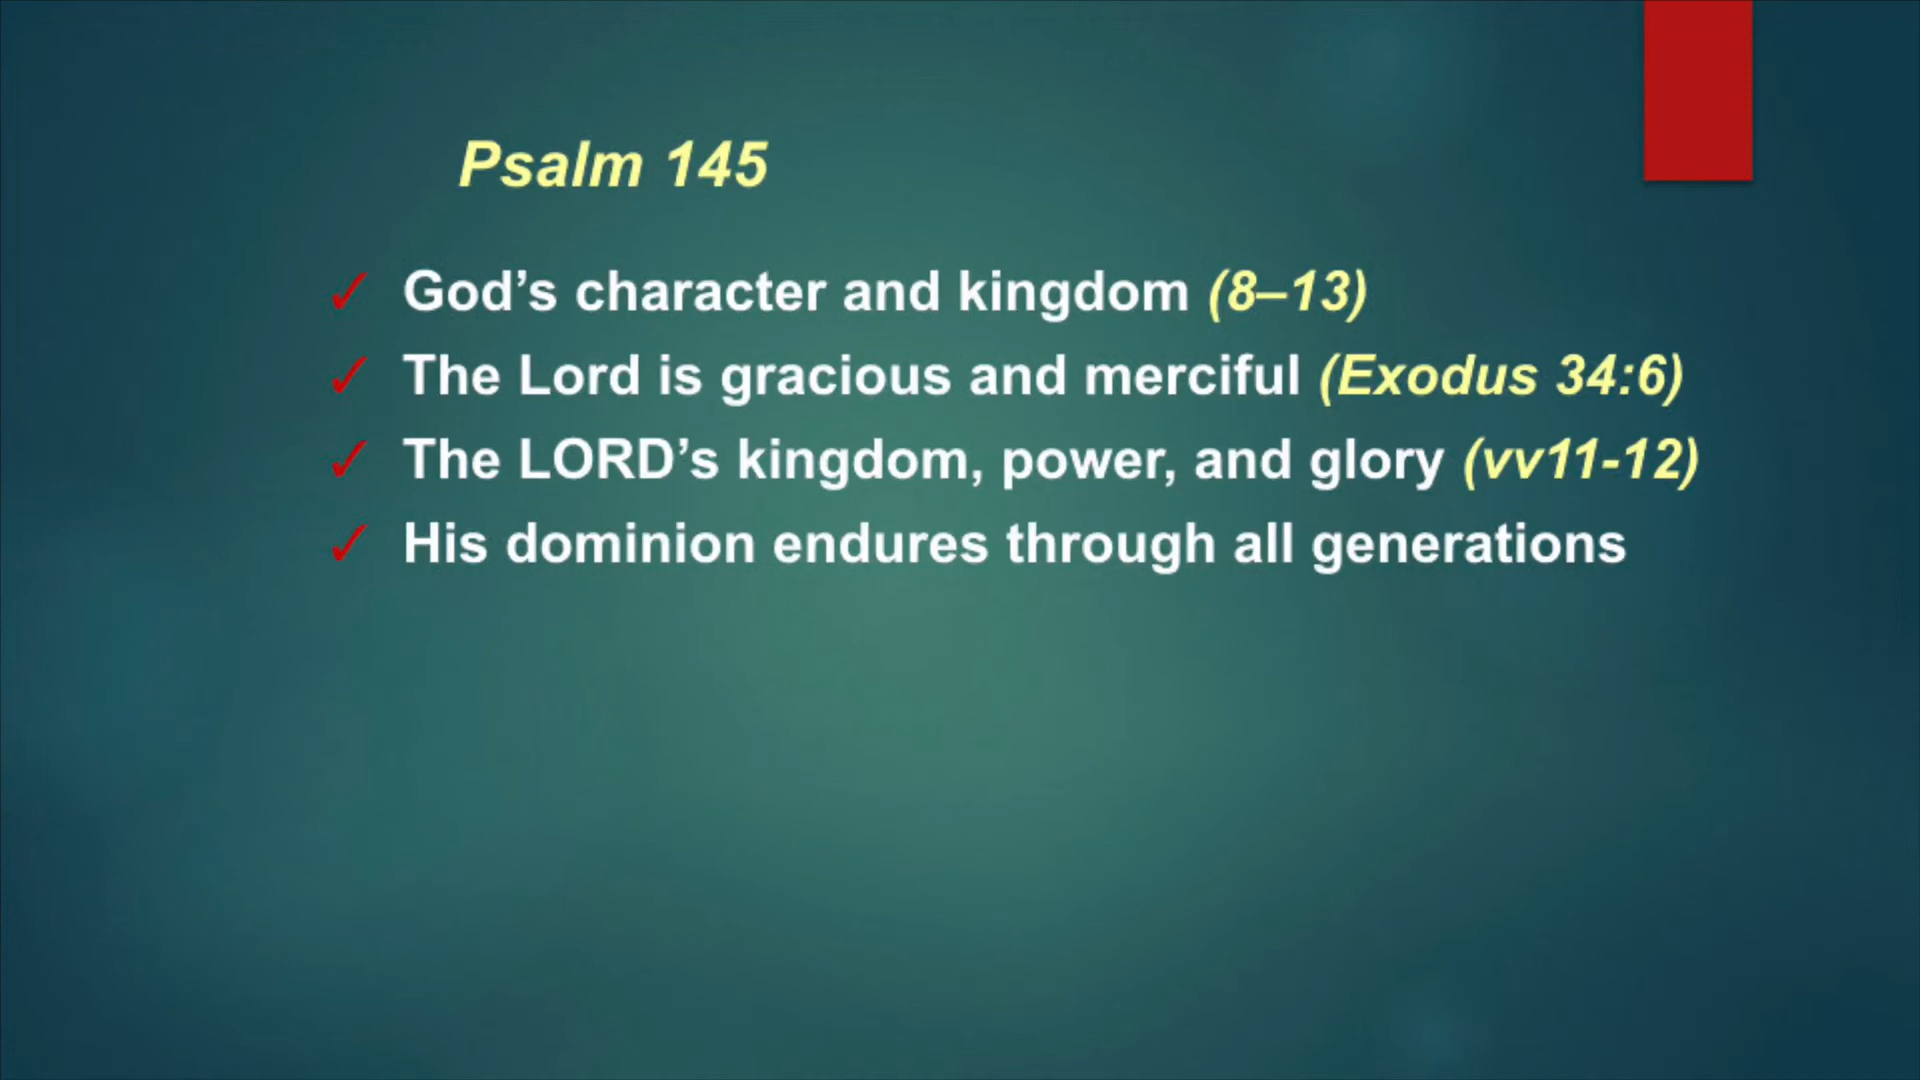 Psalm 145
✓ God’s character and kingdom (8–13)
✓ The Lord is gracious and merciful (Exodus 34:6)
✓ The LORD’s kingdom, power, and glory (vv11-12)
✓ His dominion endures through all generations